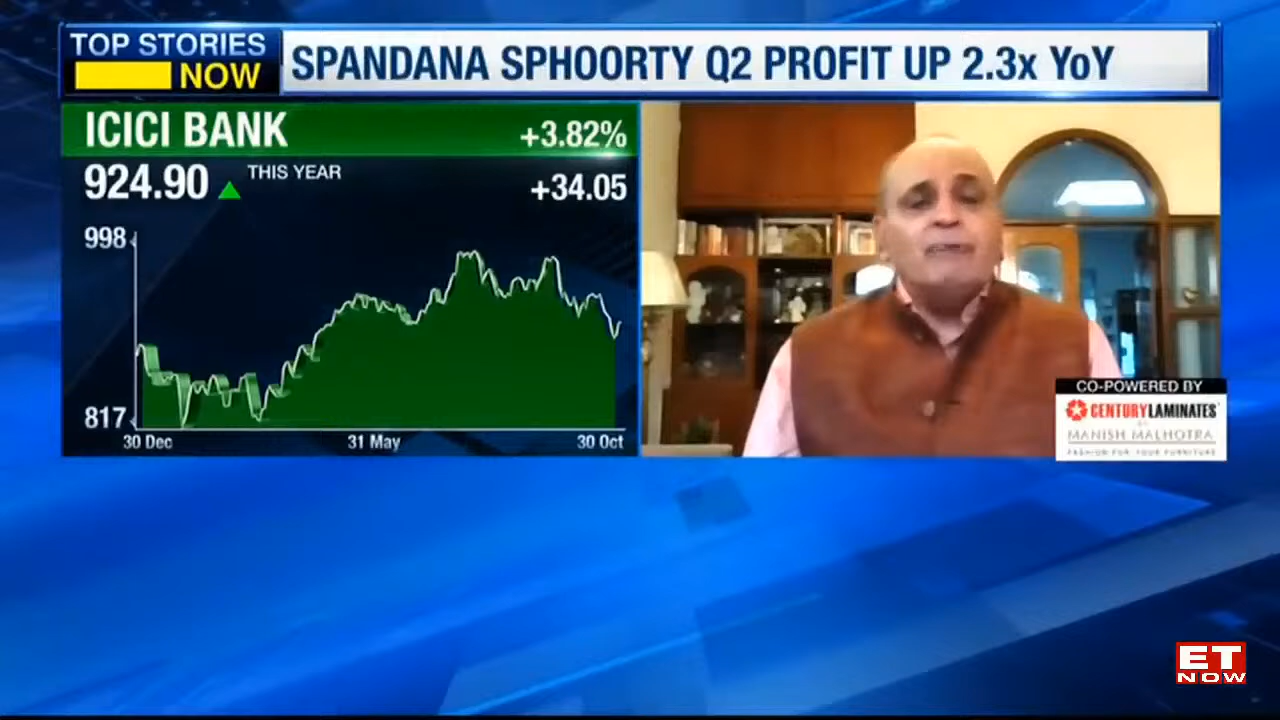 TOP STORIES
NOW
SPANDANA SPHOORTY Q2 PROFIT UP 2.3x YoY
ICICI BANK +3.82%
924.90 THIS YEAR +34.05
998
817
30 Dec 31 May 30 Oct
CO-POWERED BY
CENTURYLAMINATES
BY
MANISH MALHOTRA
FASHION FOR YOUR FURNITURE
ET
NOW